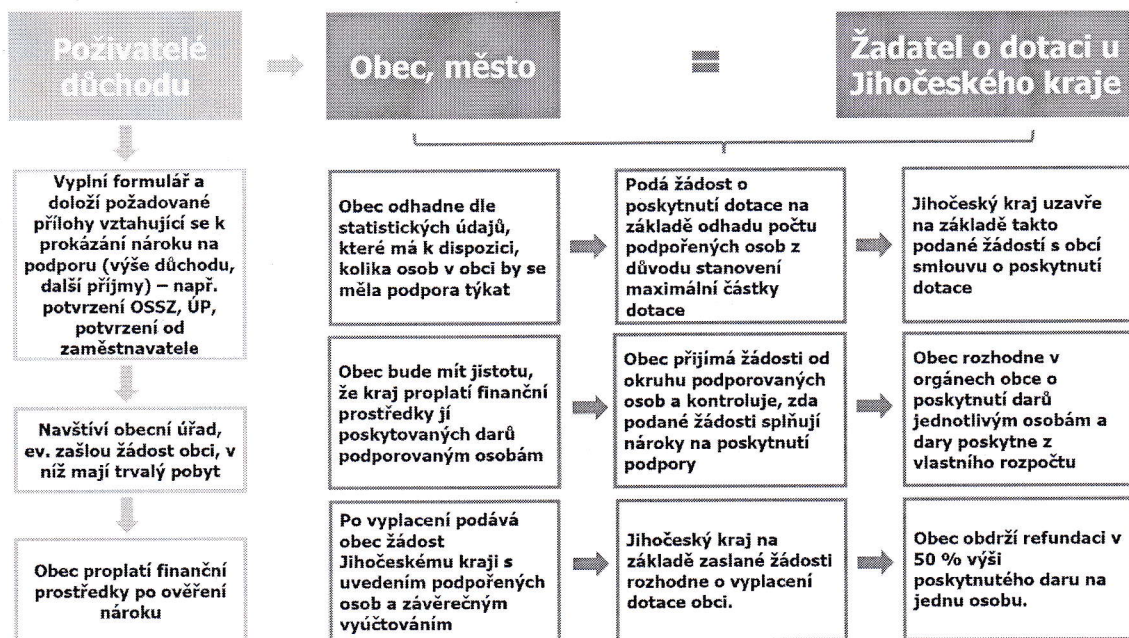 Poživatelé
důchodu
Obec, město
=
Žadatel o dotaci u
Jihočeského kraje
Vyplní formulář a
doloží požadované
přílohy vztahující se k
prokázání nároku na
podporu (výše důchodu,
další příjmy) – např.
potvrzení OSSZ, ÚP,
potvrzení od
zaměstnavatele
Navštíví obecní úřad,
ev. zašlou žádost obci, v
níž mají trvalý pobyt
Obec proplatí finanční
prostředky po ověření
nároku
Obec odhadne dle
statistických údajů,
které má k dispozici,
kolika osob v obci by se
měla podpora týkat
Podá žádost o
poskytnutí dotace na
základě odhadu počtu
podpořených osob z
důvodu stanovení
maximální částky
dotace
Jihočeský kraj uzavře
na základě takto
podané žádostí s obcí
smlouvu o poskytnutí
dotace
Obec bude mít jistotu,
že kraj proplatí finanční
prostředky jí
poskytovaných darů
podporovaným osobám
Obec přijímá žádosti od
okruhu podporovaných
osob a kontroluje, zda
podané žádosti splňují
nároky na poskytnutí
podpory
Obec rozhodne v
orgánech obce o
poskytnutí darů
jednotlivým osobám a
dary poskytne z
vlastního rozpočtu
Po vyplacení podává
obec žádost
Jihočeskému kraji s
uvedením podpořených
osob a závěrečným
vyúčtováním
Jihočeský kraj na
základě zaslané žádosti
rozhodne o vyplacení
dotace obci.
Obec obdrží refundaci v
50 % výši
poskytnutého daru na
jednu osobu.